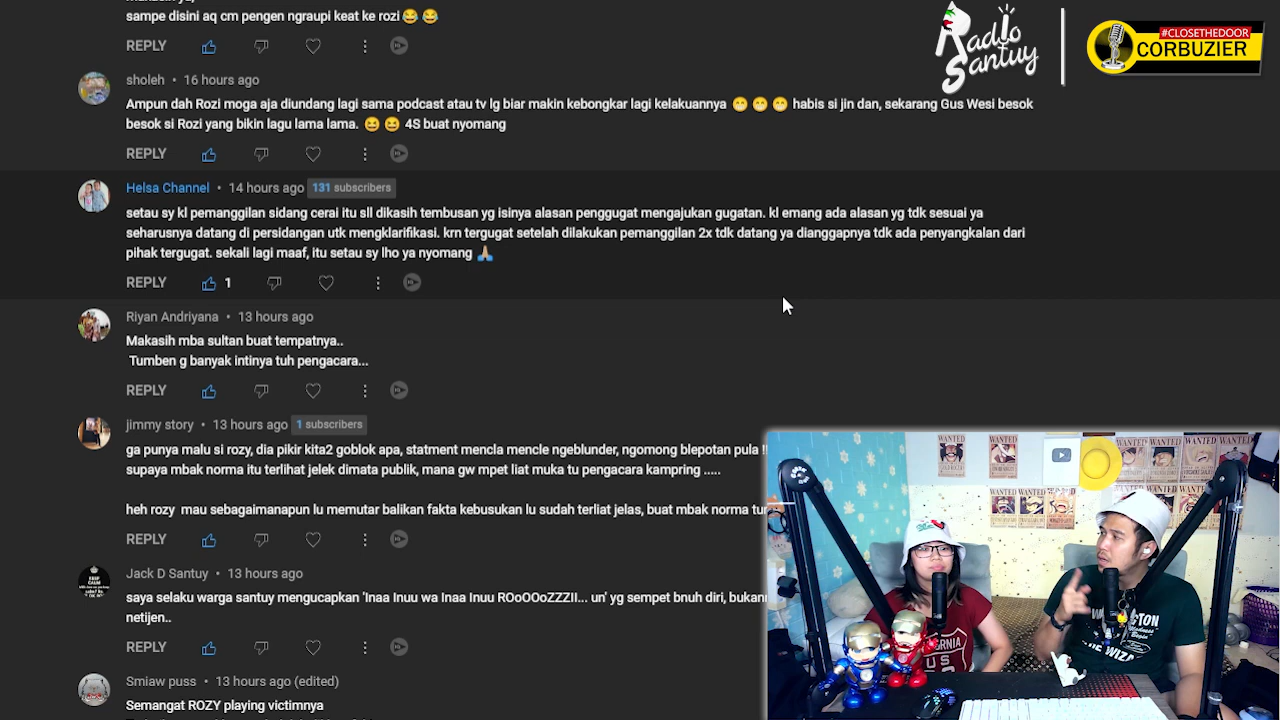 sampe disini aq cm pengen ngraupi keat ke rozi😂 😂
REPLY
Radio Santuy
#CLOSETHEDOOR
CORBUZIER
sholeh • 16 hours ago
Ampun dah Rozi moga aja diundang lagi sama podcast atau tv lg biar makin kebongkar lagi kelakuannya 😁 😁 😁 habis si jin dan, sekarang Gus Wesi besok
besok si Rozi yang bikin lagu lama lama. 😆 😆 4S buat nyomang
REPLY
Helsa Channel • 14 hours ago 131 subscribers
setau sy kl pemanggilan sidang cerai itu sll dikasih tembusan yg isinya alasan penggugat mengajukan gugatan. kl emang ada alasan yg tdk sesuai ya
seharusnya datang di persidangan utk mengklarifikasi. krn tergugat setelah dilakukan pemanggilan 2x tdk datang ya dianggapnya tdk ada penyangkalan dari
pihak tergugat. sekali lagi maaf, itu setau sy lho ya nyomang 🙏🏼
REPLY 1
Riyan Andriyana • 13 hours ago
Makasih mba sultan buat tempatnya..
Tumben g banyak intinya tuh pengacara...
REPLY
jimmy story • 13 hours ago 1 subscribers
ga punya malu si rozy, dia pikir kita2 goblok apa, statment mencla mencle ngeblunder, ngomong blepotan pula !!
supaya mbak norma itu terlihat jelek dimata publik, mana gw mpet liat muka tu pengacara kampring .....
heh rozy mau sebagaimanapun lu memutar balikan fakta kebusukan lu sudah terliat jelas, buat mbak norma
REPLY
Jack D Santuy • 13 hours ago
saya selaku warga santuy mengucapkan 'Inaa Inuu wa Inaa Inuu ROoOOoZZZII... un' yg sempet bnuh diri,
netijen..
REPLY
Smiaw puss • 13 hours ago (edited)
Semangat ROZY playing victimnya
WANTED
WANTED
WANTED
WANTED
WANTED
WANTED
WANTED